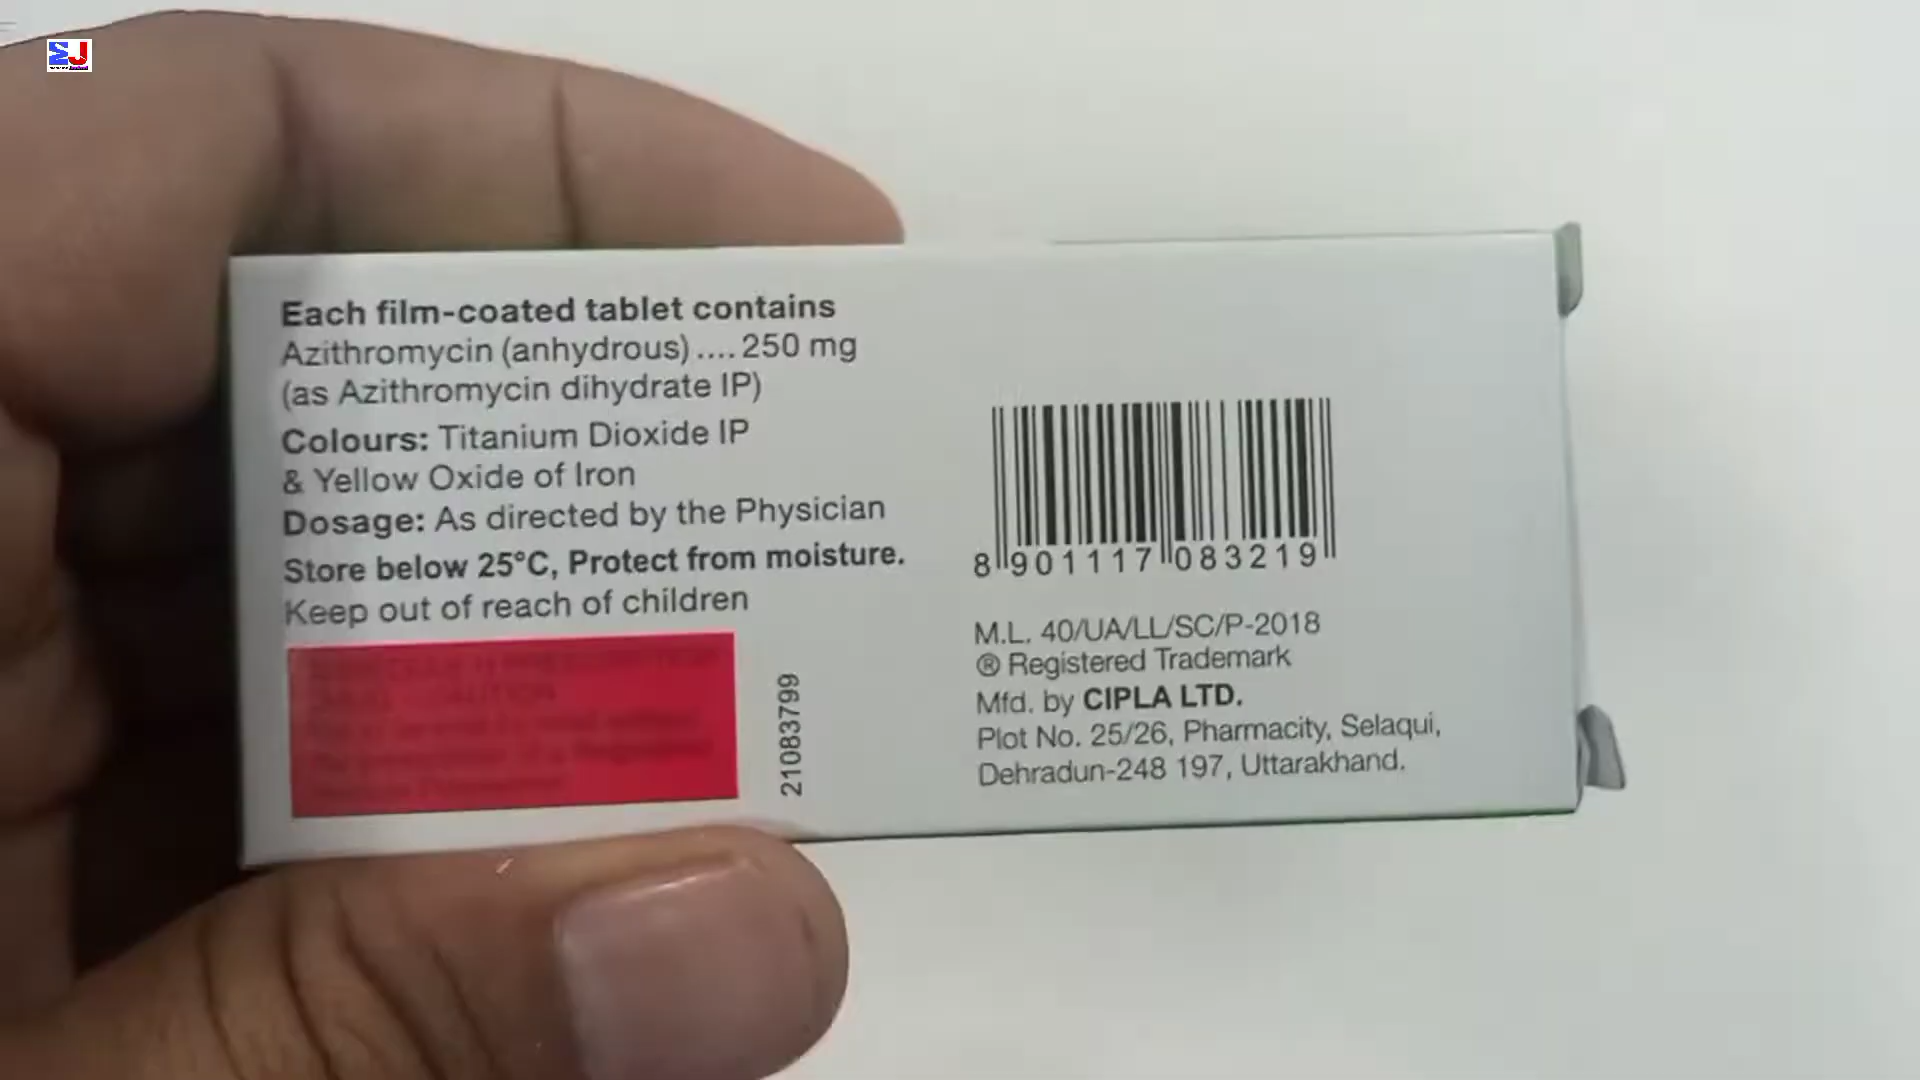 Each film-coated tablet contains
Azithromycin (anhydrous) .... 250 mg
(as Azithromycin dihydrate IP)
Colours: Titanium Dioxide IP
& Yellow Oxide of Iron
Dosage: As directed by the Physician
Store below 25°C, Protect from moisture.
Keep out of reach of children
21083799
8 901117 083219
M.L. 40/UA/LL/SC/P-2018
® Registered Trademark
Mfd. by CIPLA LTD.
Plot No. 25/26, Pharmacity, Selaqui,
Dehradun-248 197, Uttarakhand.